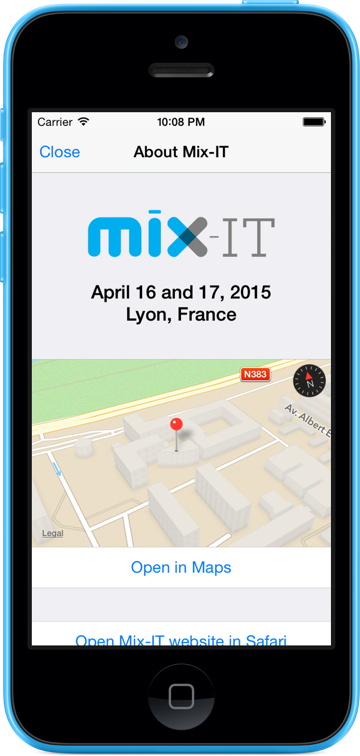 Carrier 10:08 PM
Close About Mix-IT
mix-IT
April 16 and 17, 2015
Lyon, France
N383
N
Av. Albert E
Legal
Open in Maps
Open Mix-IT website in Safari